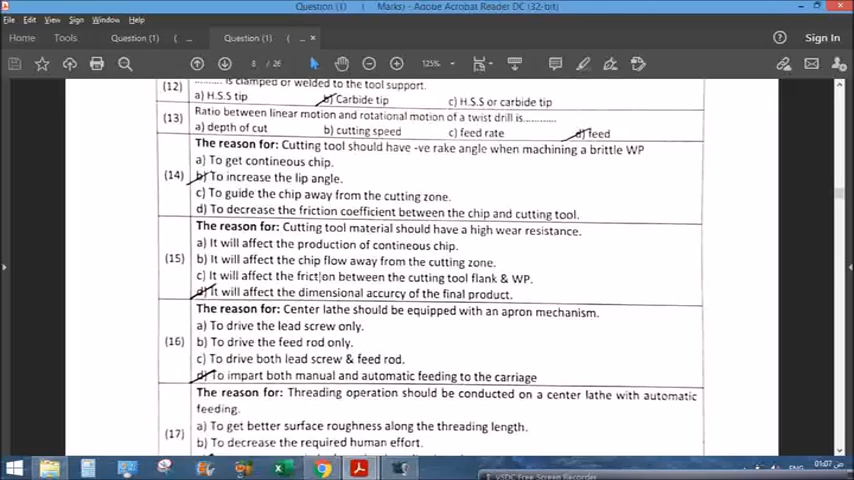 Question (1) ( Marks) - Adobe Acrobat Reader DC (32-bit)
File Edit View Sign Window Help
Home Tools Question (1) ( ... Question (1) ( ... × Sign In
8 / 26 125%
(12) .......... is clamped or welded to the tool support.
a) H.S.S tip b) Carbide tip c) H.S.S or carbide tip
(13) Ratio between linear motion and rotational motion of a twist drill is............
a) depth of cut b) cutting speed c) feed rate d) feed
The reason for: Cutting tool should have -ve rake angle when machining a brittle WP
a) To get contineous chip.
(14) b) To increase the lip angle.
c) To guide the chip away from the cutting zone.
d) To decrease the friction coefficient between the chip and cutting tool.
The reason for: Cutting tool material should have a high wear resistance.
a) It will affect the production of contineous chip.
(15) b) It will affect the chip flow away from the cutting zone.
c) It will affect the friction between the cutting tool flank & WP.
d) It will affect the dimensional accurcy of the final product.
The reason for: Center lathe should be equipped with an apron mechanism.
a) To drive the lead screw only.
(16) b) To drive the feed rod only.
c) To drive both lead screw & feed rod.
d) To impart both manual and automatic feeding to the carriage
The reason for: Threading operation should be conducted on a center lathe with automatic
feeding.
(17) a) To get better surface roughness along the threading length.
b) To decrease the required human effort.
VSDC Free Screen Recorder
EN 01:07 ص